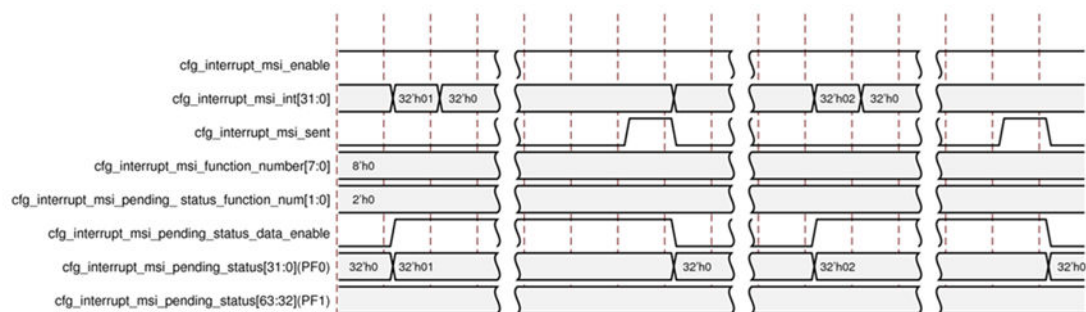 cfg_interrupt_msi_enable
cfg_interrupt_msi_int[31:0] 32'h01 32'h0 32'h02 32'h0
cfg_interrupt_msi_sent
cfg_interrupt_msi_function_number[7:0] 8'h0
cfg_interrupt_msi_pending_ status_function_num[1:0] 2'h0
cfg_interrupt_msi_pending_status_data_enable
cfg_interrupt_msi_pending_status[31:0](PF0) 32'h0 32'h01 32'h0 32'h02 32'h0
cfg_interrupt_msi_pending_status[63:32](PF1)